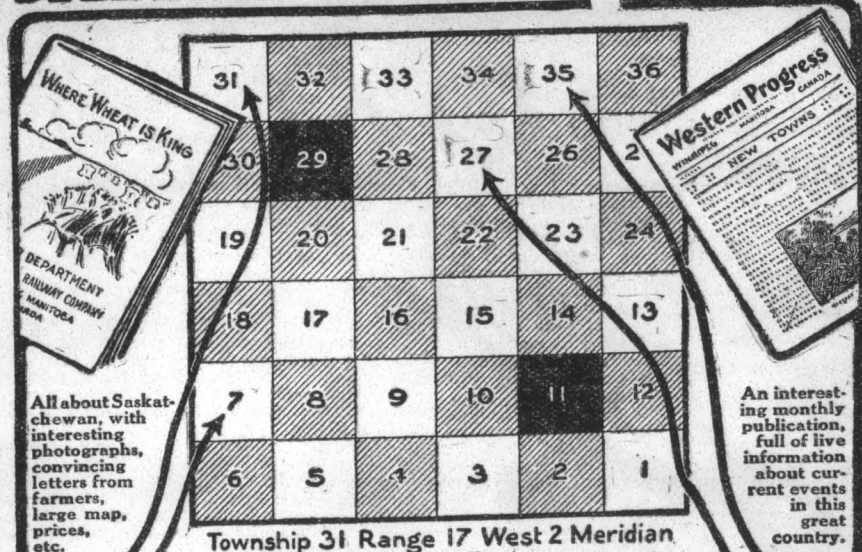 WHERE WHEAT IS KING
DEPARTMENT
RAILWAY COMPANY
MANITOBA
31 32 33 34 35 36
30 29 28 27 26 2
19 20 21 22 23 24
18 17 16 15 14 13
7 8 9 10 11 12
6 5 4 3 2 1
Township 31 Range 17 West 2 Meridian
Western Progress
WINNIPEG MANITOBA CANADA
NEW TOWNS
All about Saskat-
chewan, with
interesting
photographs,
convincing
letters from
farmers,
large map,
prices,
etc.
An interest-
ing monthly
publication,
full of live
information
about cur-
rent events
in this
great
country.